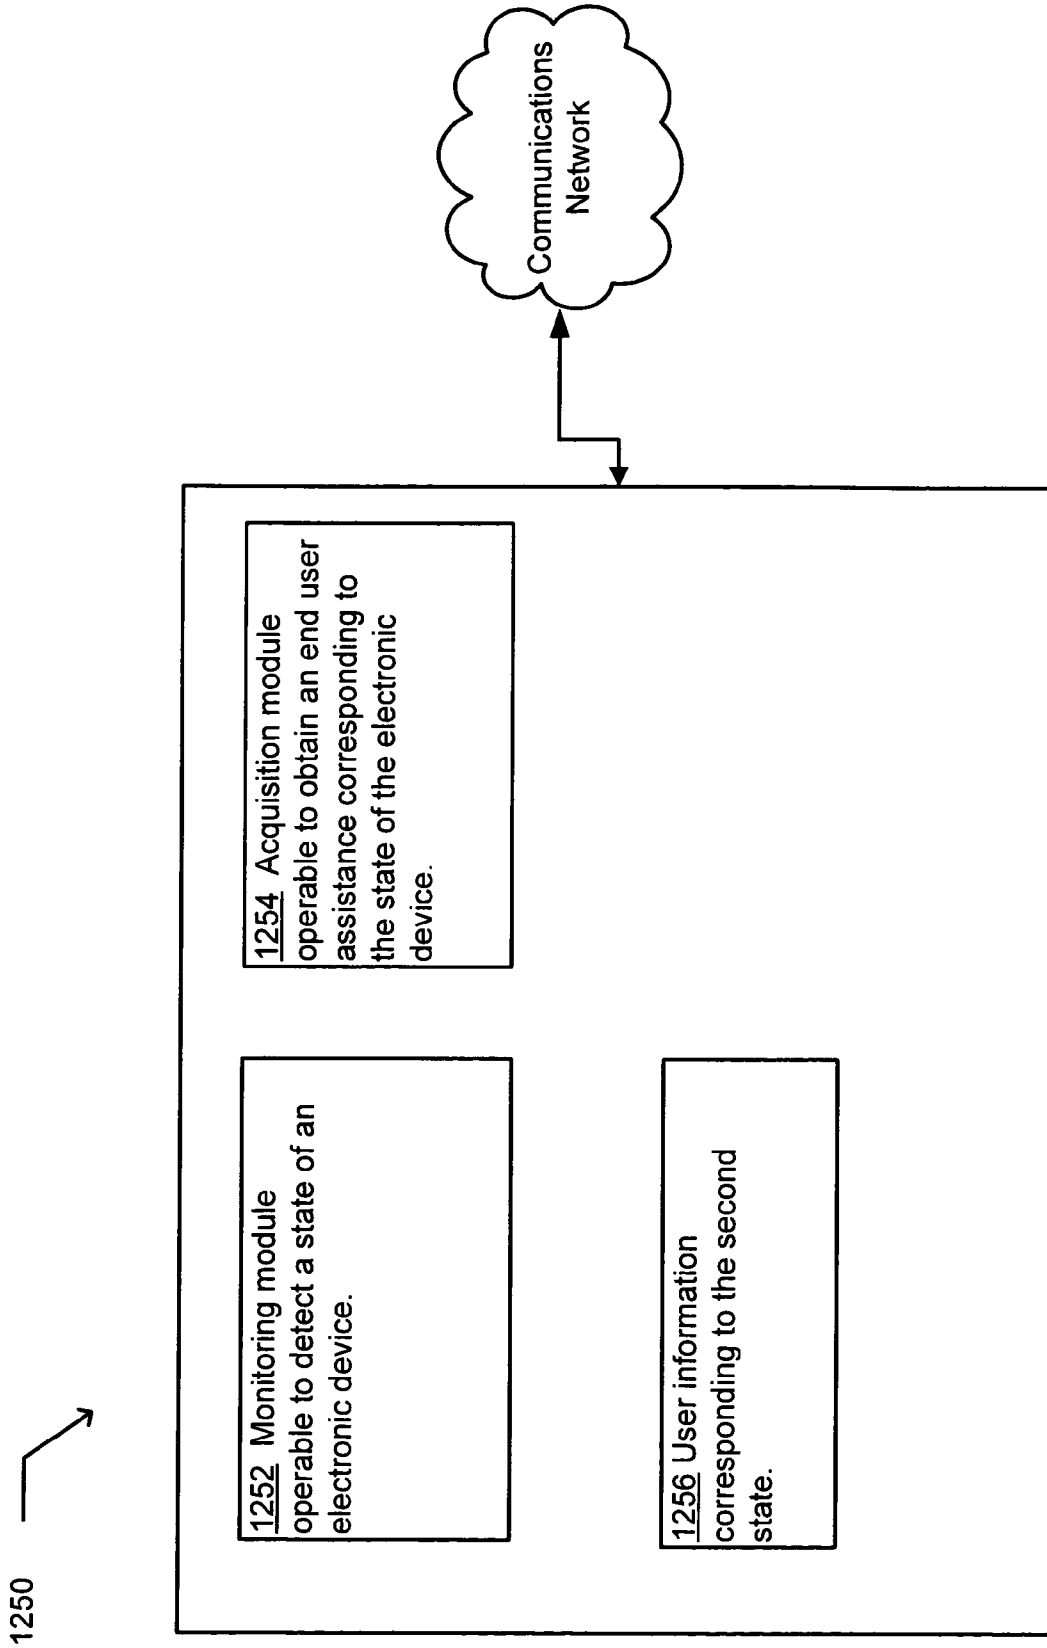 1250
1252 Monitoring module
operable to detect a state of an
electronic device.
1254 Acquisition module
operable to obtain an end user
assistance corresponding to
the state of the electronic
device.
1256 User information
corresponding to the second
state.
Communications
Network